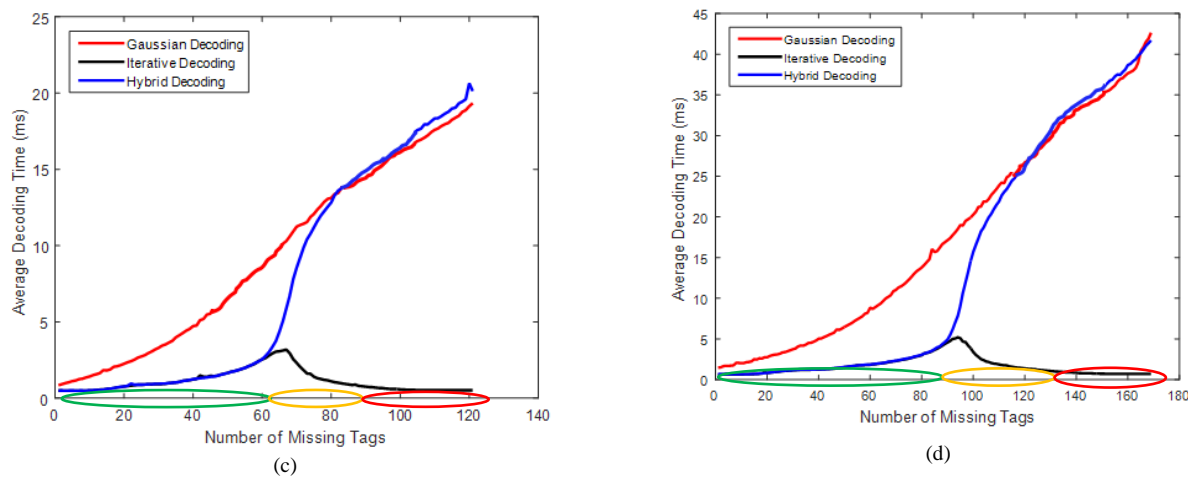 25
20
15
10
5
0
0 20 40 60 80 100 120 140
Average Decoding Time (ms)
Number of Missing Tags
Gaussian Decoding
Iterative Decoding
Hybrid Decoding
(c)
45
40
35
30
25
20
15
10
5
0
0 20 40 60 80 100 120 140 160 180
Average Decoding Time (ms)
Number of Missing Tags
Gaussian Decoding
Iterative Decoding
Hybrid Decoding
(d)